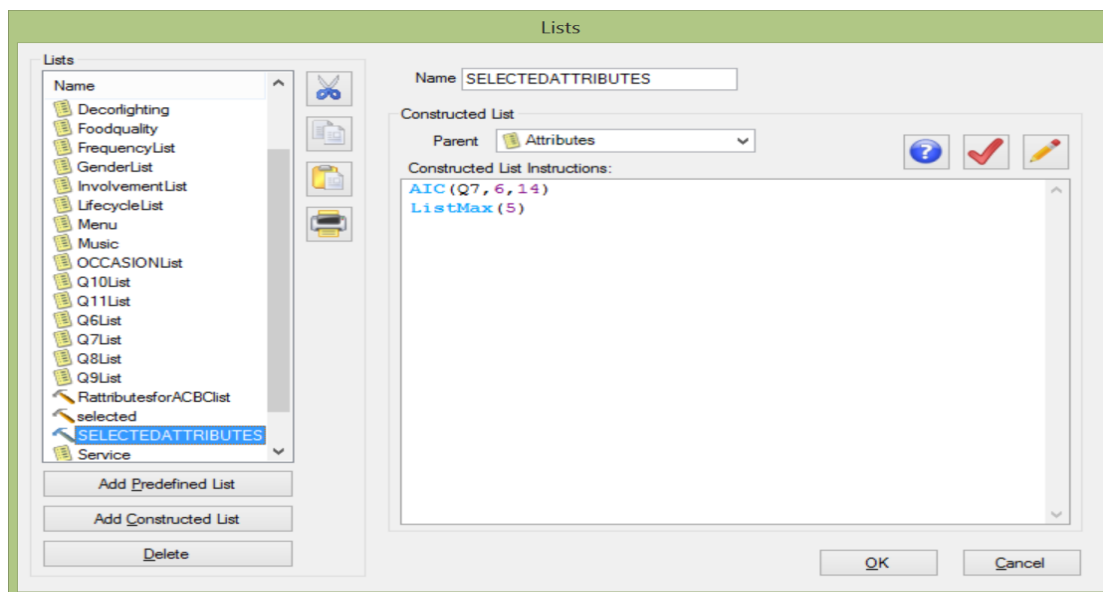 Lists
Lists
Name
Decorlighting
Foodquality
FrequencyList
GenderList
InvolvementList
LifecycleList
Menu
Music
OCCASIONList
Q10List
Q11List
Q6List
Q7List
Q8List
Q9List
RattributesforACBClist
selected
SELECTEDATTRIBUTES
Service
Add Predefined List
Add Constructed List
Delete
Name SELECTEDATTRIBUTES
Constructed List
Parent Attributes
Constructed List Instructions:
AIC(Q7,6,14)
ListMax(5)
OK Cancel